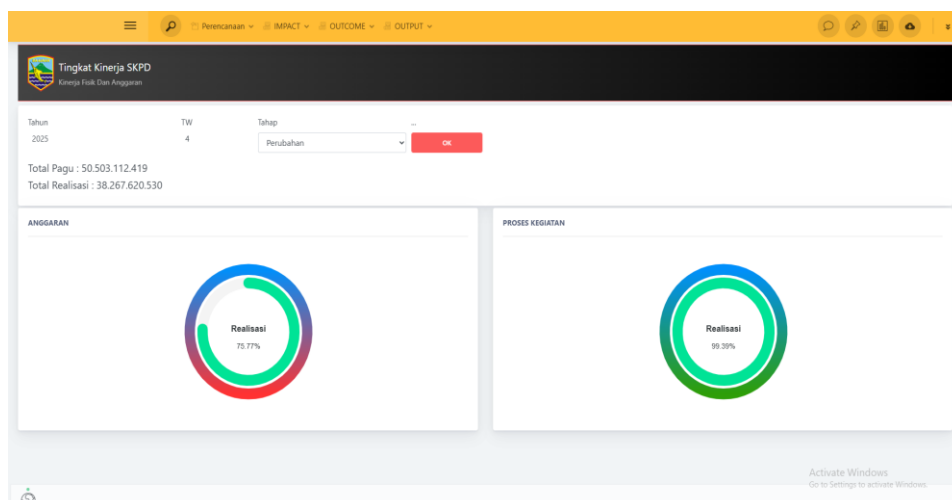 Perencanaan IMPACT OUTCOME OUTPUT
Tingkat Kinerja SKPD
Kinerja Fisik Dan Anggaran
Tahun TW Tahap ...
2025 4 Perubahan OK
Total Pagu : 50.503.112.419
Total Realisasi : 38.267.620.530
ANGGARAN PROSES KEGIATAN
Realisasi Realisasi
75.77% 99.39%
Activate Windows
Go to Settings to activate Windows.